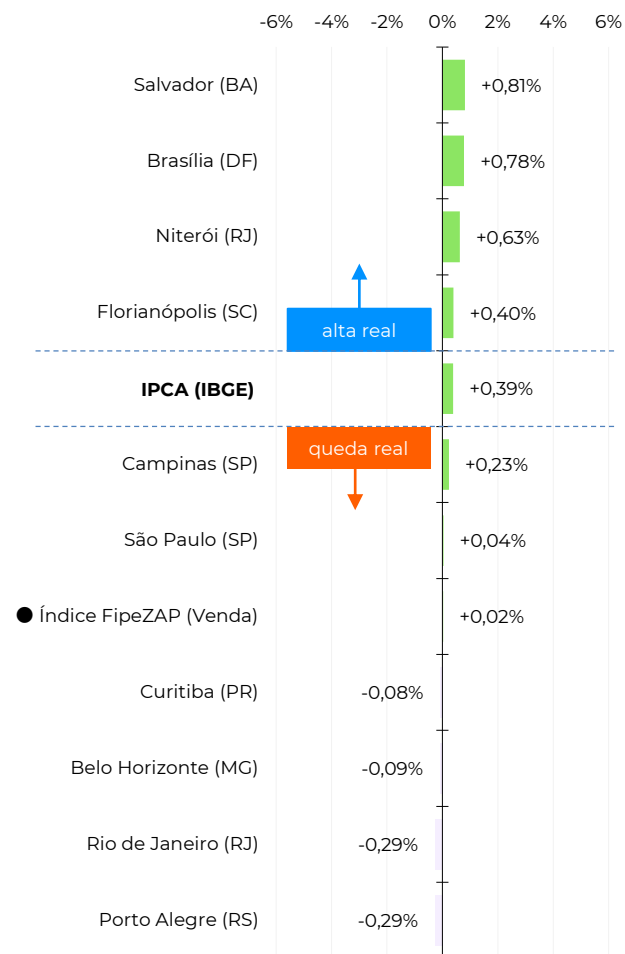 -6% -4% -2% 0% 2% 4% 6%
Salvador (BA) +0,81%
Brasília (DF) +0,78%
Niterói (RJ) +0,63%
Florianópolis (SC) +0,40%
alta real
IPCA (IBGE) +0,39%
queda real
Campinas (SP) +0,23%
São Paulo (SP) +0,04%
Índice FipeZAP (Venda) +0,02%
Curitiba (PR) -0,08%
Belo Horizonte (MG) -0,09%
Rio de Janeiro (RJ) -0,29%
Porto Alegre (RS) -0,29%